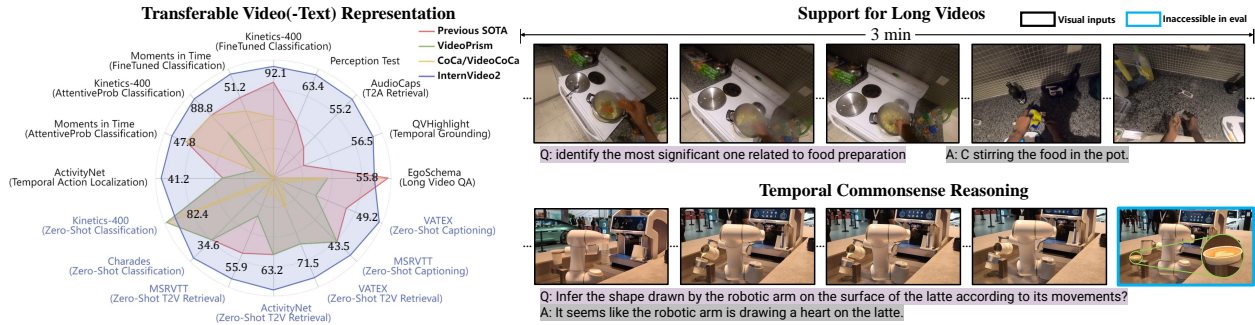 Transferable Video(-Text) Representation
Previous SOTA
VideoPrism
CoCa/VideoCoCa
InternVideo2
Kinetics-400
(FineTuned Classification)
92.1
Perception Test
63.4
AudioCaps
(T2A Retrieval)
55.2
QVHighlight
(Temporal Grounding)
56.5
EgoSchema
(Long Video QA)
55.8
VATEX
(Zero-Shot Captioning)
49.2
MSRVTT
(Zero-Shot Captioning)
43.5
VATEX
(Zero-Shot T2V Retrieval)
71.5
ActivityNet
(Zero-Shot T2V Retrieval)
63.2
MSRVTT
(Zero-Shot T2V Retrieval)
55.9
Charades
(Zero-Shot Classification)
34.6
Kinetics-400
(Zero-Shot Classification)
82.4
ActivityNet
(Temporal Action Localization)
41.2
Moments in Time
(AttentiveProb Classification)
47.8
Kinetics-400
(AttentiveProb Classification)
88.8
Moments in Time
(FineTuned Classification)
51.2
Support for Long Videos
Visual inputs
Inaccessible in eval
3 min
... ... ... ... ... ...
Q: identify the most significant one related to food preparation
A: C stirring the food in the pot.
Temporal Commonsense Reasoning
... ... ... ...
Q: Infer the shape drawn by the robotic arm on the surface of the latte according to its movements?
A: It seems like the robotic arm is drawing a heart on the latte.